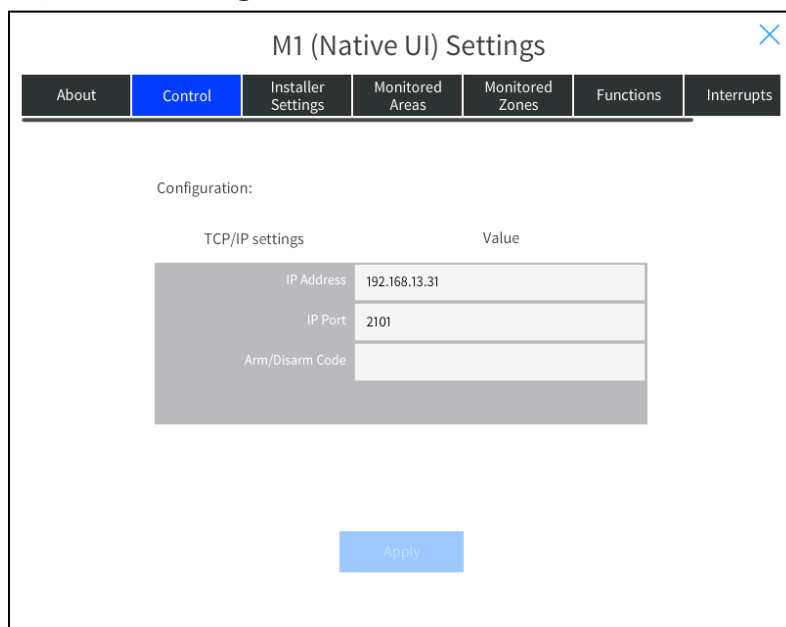 M1 (Native UI) Settings
About Control Installer Settings Monitored Areas Monitored Zones Functions Interrupts
Configuration:
TCP/IP settings Value
IP Address 192.168.13.31
IP Port 2101
Arm/Disarm Code
Apply